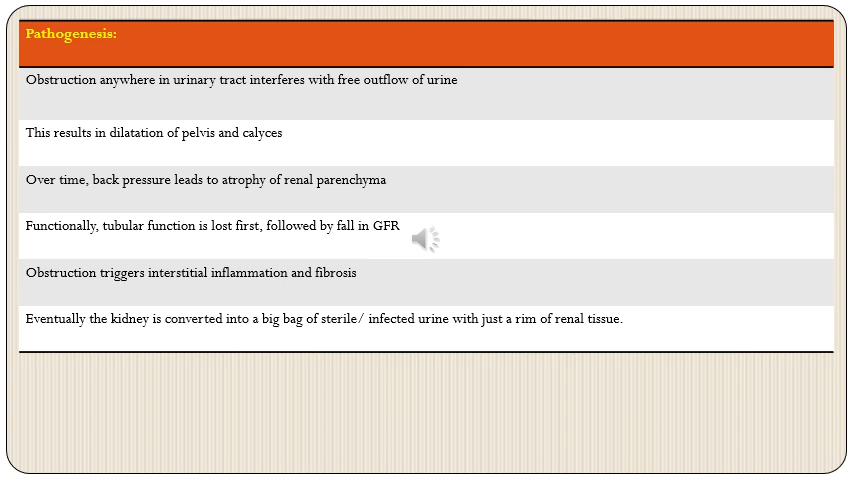 Pathogenesis:
Obstruction anywhere in urinary tract interferes with free outflow of urine
This results in dilatation of pelvis and calyces
Over time, back pressure leads to atrophy of renal parenchyma
Functionally, tubular function is lost first, followed by fall in GFR
Obstruction triggers interstitial inflammation and fibrosis
Eventually the kidney is converted into a big bag of sterile/ infected urine with just a rim of renal tissue.